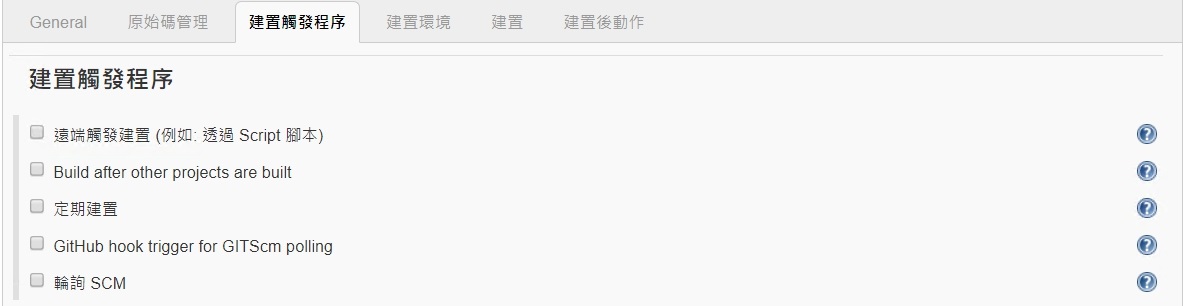 General 原始碼管理 建置觸發程序 建置環境 建置 建置後動作
建置觸發程序
遠端觸發建置 (例如: 透過 Script 腳本)
Build after other projects are built
定期建置
GitHub hook trigger for GITScm polling
輪詢 SCM